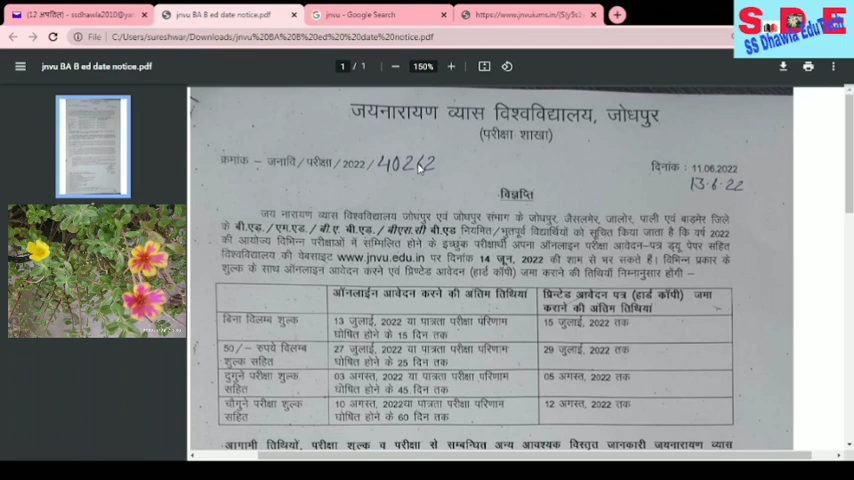 (12 अपठित) - ssdhawla2010@ya
jnvu BA B ed date notice.pdf
jnvu - Google Search
https://www.jnvuiums.in/(S(y5c
SDE
SS Dhawla EduTech
File
C:/Users/sureshwar/Downloads/jnvu%20BA%20B%20ed%20%20date%20notice.pdf
jnvu BA B ed date notice.pdf
1 / 1
150%
जयनारायण व्यास विश्वविद्यालय, जोधपुर
(परीक्षा शाखा)
क्रमांक - जनावि/परीक्षा/2022/40262
दिनांक : 11.06.2022
13.6.22
विज्ञप्ति
जय नारायण व्यास विश्वविद्यालय जोधपुर एवं जोधपुर संभाग के जोधपुर, जैसलमेर, जालोर, पाली एवं बाड़मेर जिले
के बी.एड./एम.एड./बी.ए. बी.एड./बीएस.सी बी.एड नियमित/भुतपूर्व विद्यार्थियों को सूचित किया जाता है कि वर्ष 2022
की आयोज्य विभिन्न परीक्षाओं में सम्मिलित होने के इच्छुक परीक्षार्थी अपना ऑनलाइन परीक्षा आवेदन-पत्र ड्यू पेपर सहित
विश्वविद्यालय की वेबसाइट www.jnvu.edu.in पर दिनांक 14 जून, 2022 की शाम से भर सकते हैं। विभिन्न प्रकार के
शुल्क के साथ ऑनलाइन आवेदन करने एवं प्रिण्टेड आवेदन (हार्ड कॉपी) जमा कराने की तिथियाँ निम्नानुसार होंगी -
ऑनलाईन आवेदन करने की अंतिम तिथियां
प्रिन्टेड आवेदन पत्र (हार्ड कॉपी) जमा
कराने की अंतिम तिथियां
बिना विलम्ब शुल्क
13 जुलाई, 2022 या पात्रता परीक्षा परिणाम
घोषित होने के 15 दिन तक
15 जुलाई, 2022 तक
50/- रुपये विलम्ब
शुल्क सहित
27 जुलाई, 2022 या पात्रता परीक्षा परिणाम
घोषित होने के 25 दिन तक
29 जुलाई, 2022 तक
दुगुने परीक्षा शुल्क
सहित
03 अगस्त, 2022 या पात्रता परीक्षा परिणाम
घोषित होने के 45 दिन तक
05 अगस्त, 2022 तक
चौगुने परीक्षा शुल्क
सहित
10 अगस्त, 2022या पात्रता परीक्षा परिणाम
घोषित होने के 60 दिन तक
12 अगस्त, 2022 तक
आगामी तिथियों, परीक्षा शुल्क व परीक्षा से सम्बन्धित अन्य आवश्यक विस्तृत जानकारी जयनारायण व्यास